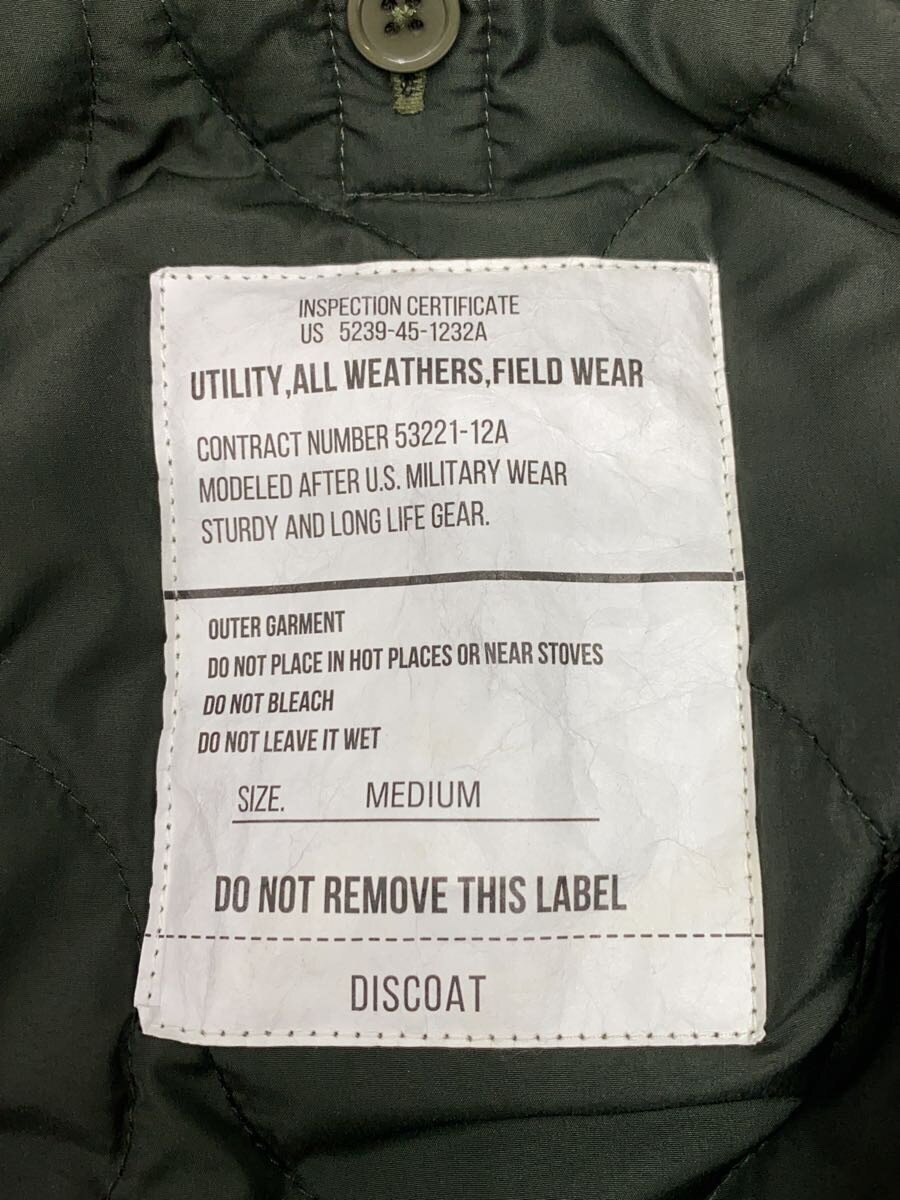 INSPECTION CERTIFICATE
US 5239-45-1232A
UTILITY,ALL WEATHERS,FIELD WEAR
CONTRACT NUMBER 53221-12A
MODELED AFTER U.S. MILITARY WEAR
STURDY AND LONG LIFE GEAR.
OUTER GARMENT
DO NOT PLACE IN HOT PLACES OR NEAR STOVES
DO NOT BLEACH
DO NOT LEAVE IT WET
SIZE. MEDIUM
DO NOT REMOVE THIS LABEL
DISCOAT